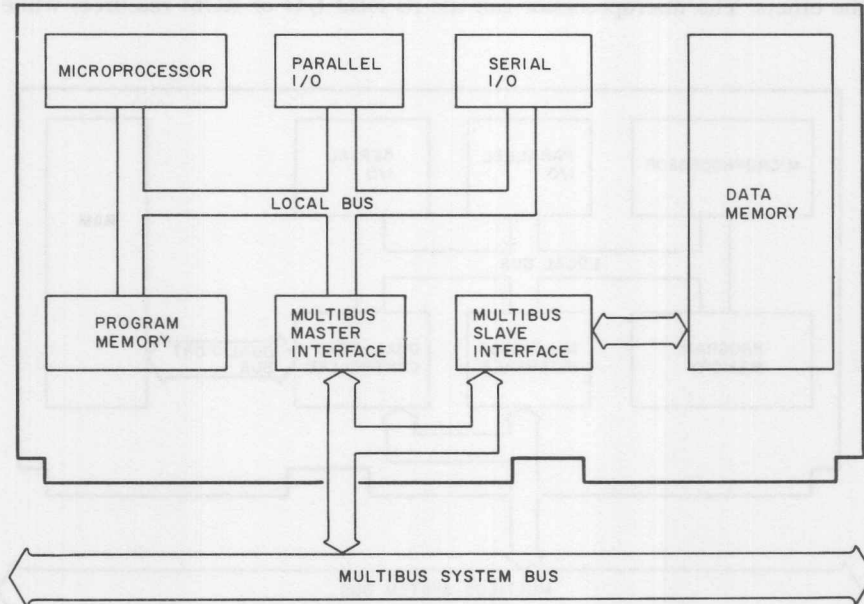 MICROPROCESSOR
PARALLEL
I/O
SERIAL
I/O
DATA
MEMORY
LOCAL BUS
PROGRAM
MEMORY
MULTIBUS
MASTER
INTERFACE
MULTIBUS
SLAVE
INTERFACE
MULTIBUS SYSTEM BUS